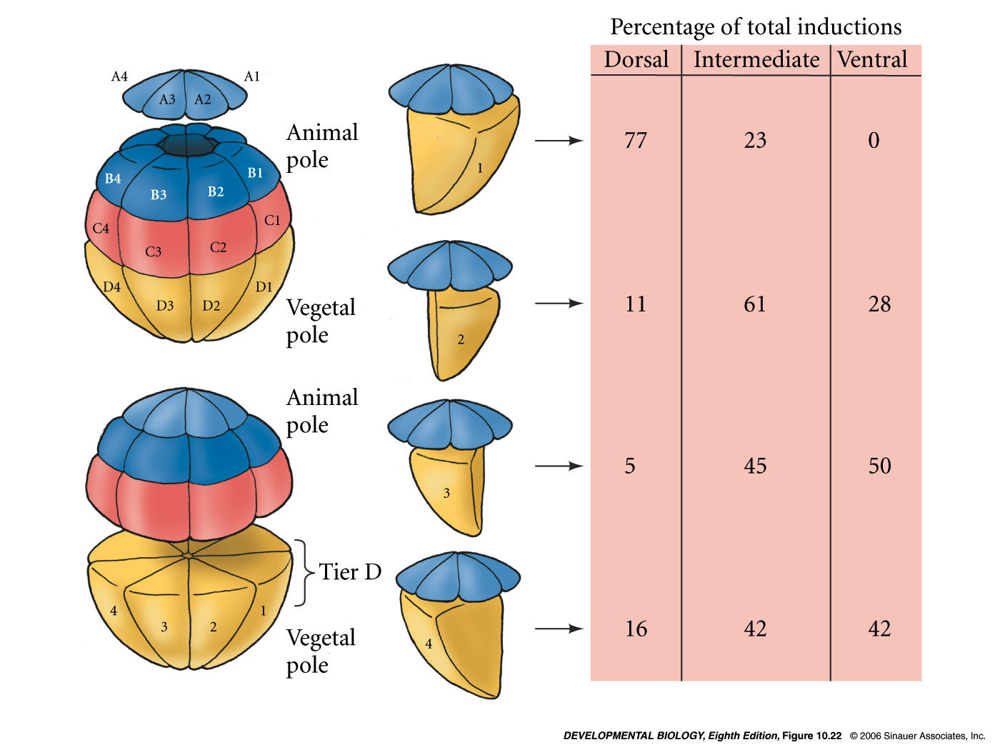 Percentage of total inductions
Dorsal Intermediate Ventral
A4 A1
A3 A2
Animal
pole
B4 B3 B2 B1
C4 C3 C2 C1
D4 D3 D2 D1
Vegetal
pole
1
77 23 0
2
11 61 28
Animal
pole
3
5 45 50
Tier D
4 3 2 1
Vegetal
pole
4
16 42 42
DEVELOPMENTAL BIOLOGY, Eighth Edition, Figure 10.22 © 2006 Sinauer Associates, Inc.